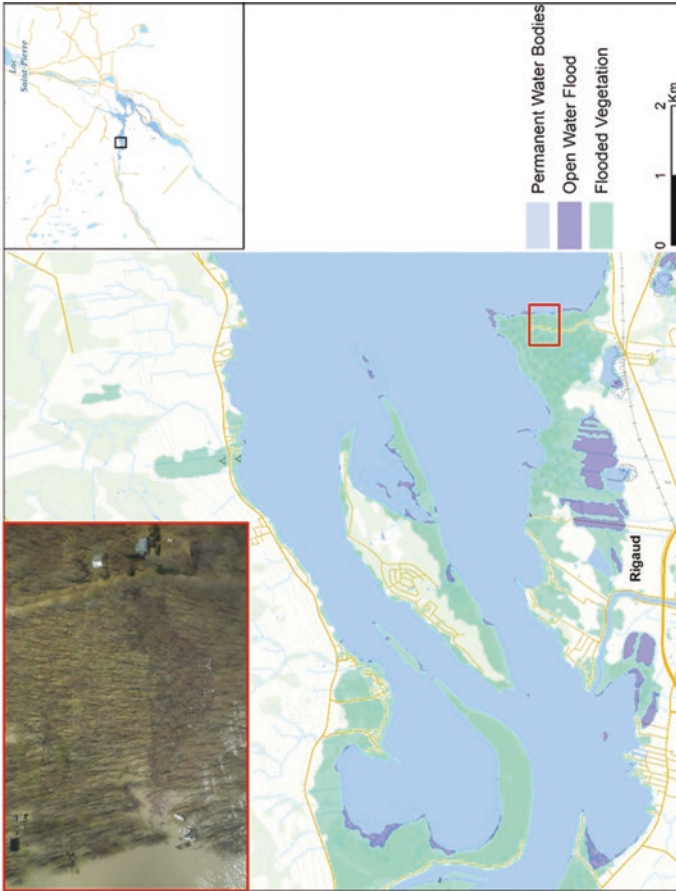 Lac
Saint-Pierre
Permanent Water Bodies
Open Water Flood
Flooded Vegetation
0 1 2
Km
Rigaud